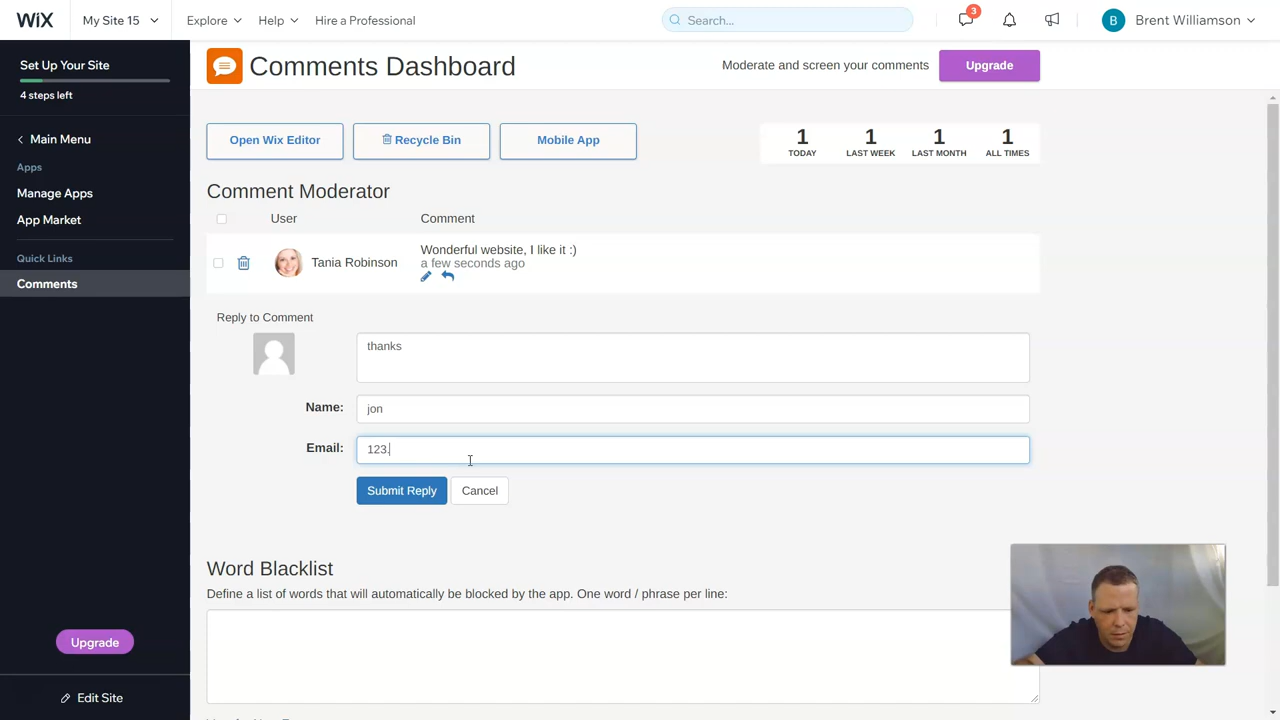 WiX My Site 15 Explore Help Hire a Professional Search... 3 B Brent Williamson
Set Up Your Site
4 steps left
Main Menu
Apps
Manage Apps
App Market
Quick Links
Comments
Upgrade
Edit Site
Comments Dashboard
Moderate and screen your comments Upgrade
Open Wix Editor Recycle Bin Mobile App
1 1 1 1
TODAY LAST WEEK LAST MONTH ALL TIMES
Comment Moderator
User Comment
Tania Robinson
Wonderful website, I like it :)
a few seconds ago
Reply to Comment
thanks
Name: jon
Email: 123.
Submit Reply Cancel
Word Blacklist
Define a list of words that will automatically be blocked by the app. One word / phrase per line: